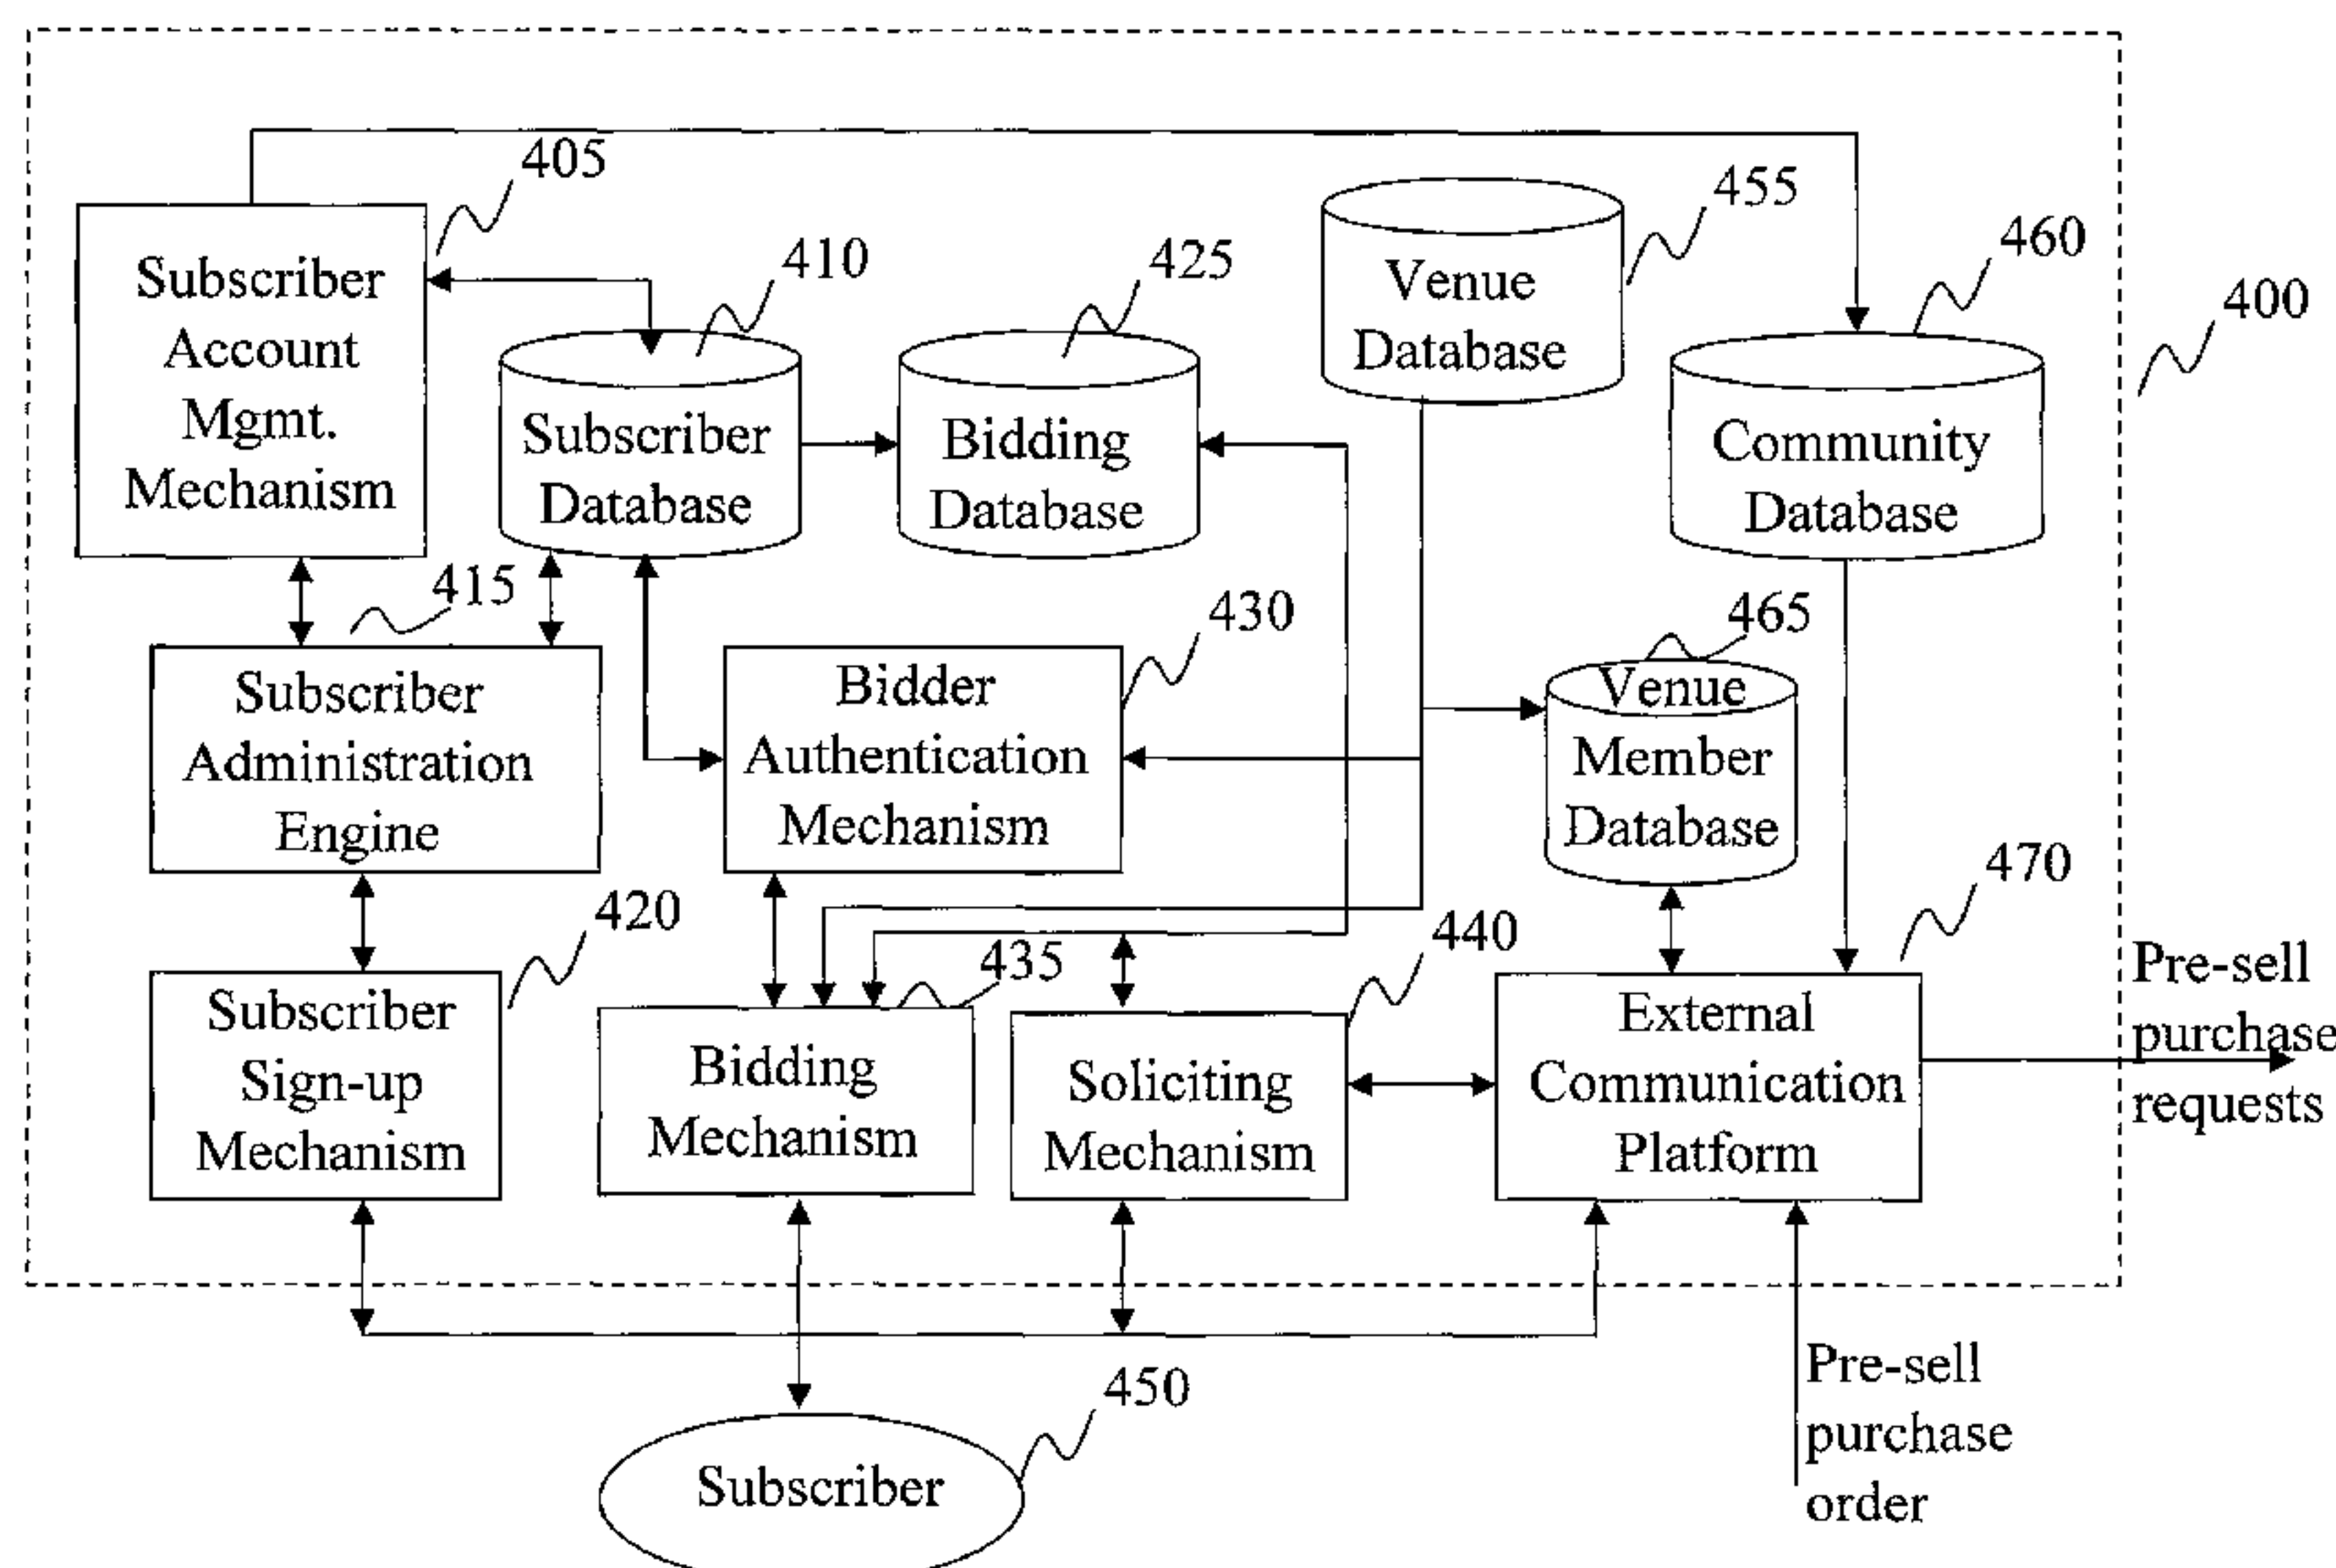 405
Subscriber
Account
Mgmt.
Mechanism
410
Subscriber
Database
425
Bidding
Database
455
Venue
Database
460
Community
Database
400
415
Subscriber
Administration
Engine
430
Bidder
Authentication
Mechanism
465
Venue
Member
Database
420
Subscriber
Sign-up
Mechanism
435
Bidding
Mechanism
440
Soliciting
Mechanism
470
External
Communication
Platform
Pre-sell
purchase
requests
450
Subscriber
Pre-sell
purchase
order